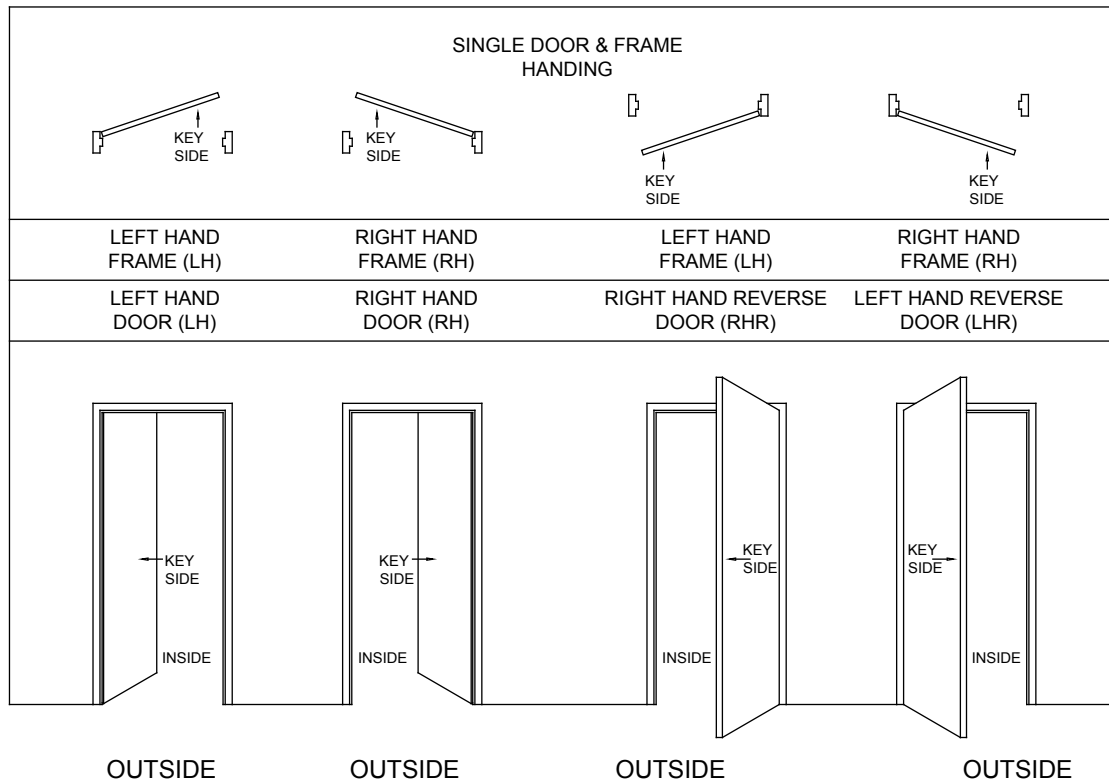 SINGLE DOOR & FRAME
HANDING
KEY
SIDE
KEY
SIDE
KEY
SIDE
KEY
SIDE
LEFT HAND
FRAME (LH)
RIGHT HAND
FRAME (RH)
LEFT HAND
FRAME (LH)
RIGHT HAND
FRAME (RH)
LEFT HAND
DOOR (LH)
RIGHT HAND
DOOR (RH)
RIGHT HAND REVERSE
DOOR (RHR)
LEFT HAND REVERSE
DOOR (LHR)
KEY
SIDE
KEY
SIDE
KEY
SIDE
KEY
SIDE
INSIDE
INSIDE
INSIDE
INSIDE
OUTSIDE
OUTSIDE
OUTSIDE
OUTSIDE